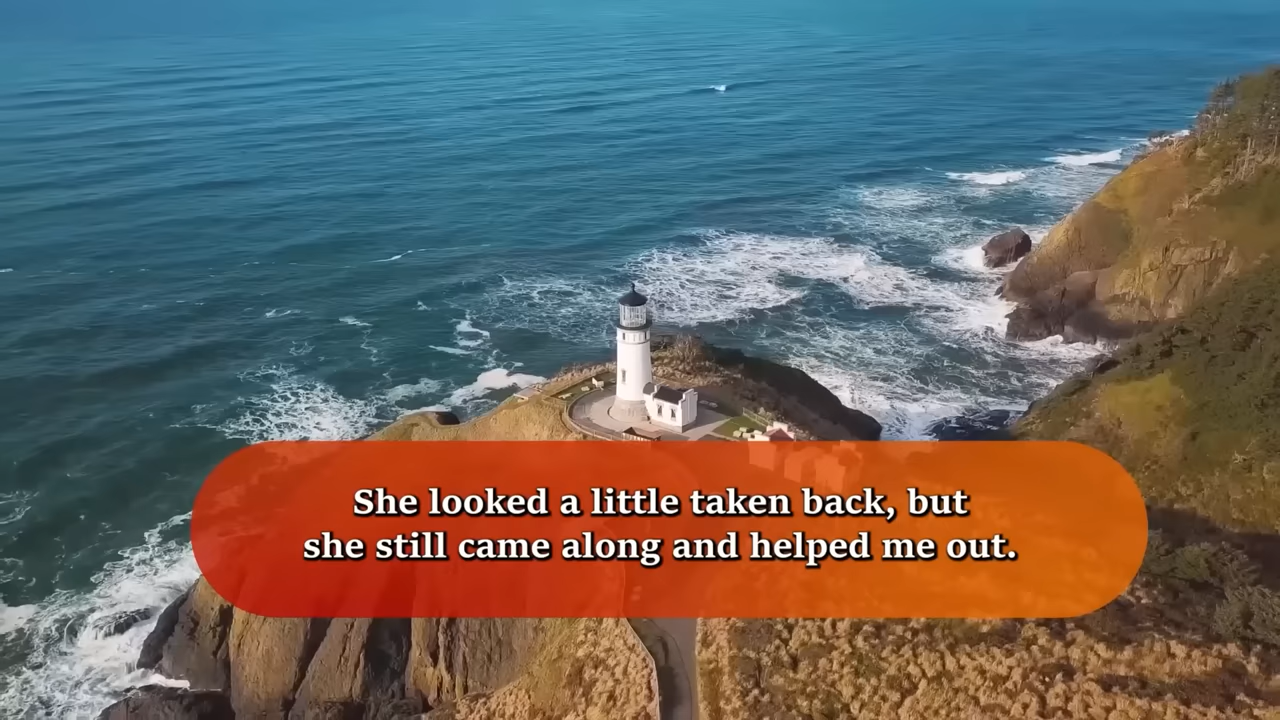 She looked a little taken back, but
she still came along and helped me out.